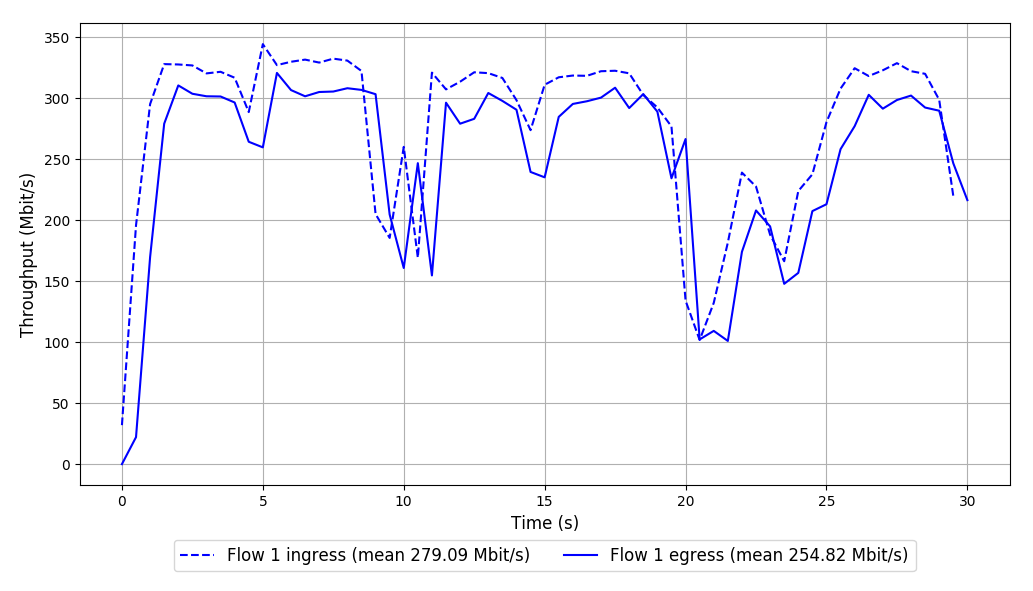 350
300
250
200
150
100
50
0
Throughput (Mbit/s)
0 5 10 15 20 25 30
Time (s)
Flow 1 ingress (mean 279.09 Mbit/s) Flow 1 egress (mean 254.82 Mbit/s)